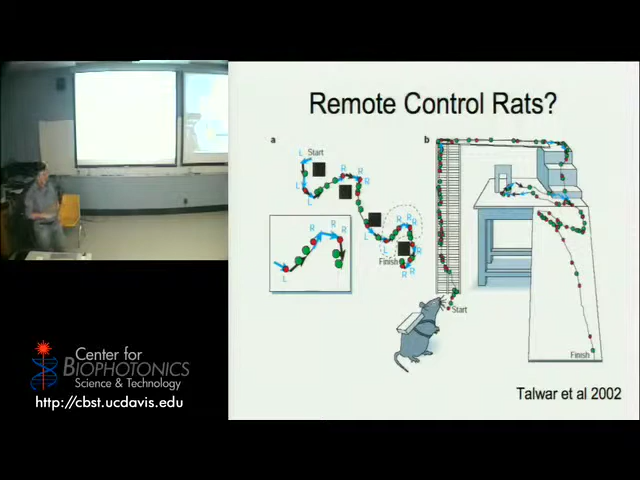 Remote Control Rats?
a
b
L
Start
R
R
R
L
R
R
R
L
L
R
R
R
L
R
R
R
L
Finish
R
R
Start
Finish
Talwar et al 2002
Center for
BIOPHOTONICS
Science & Technology
http://cbst.ucdavis.edu